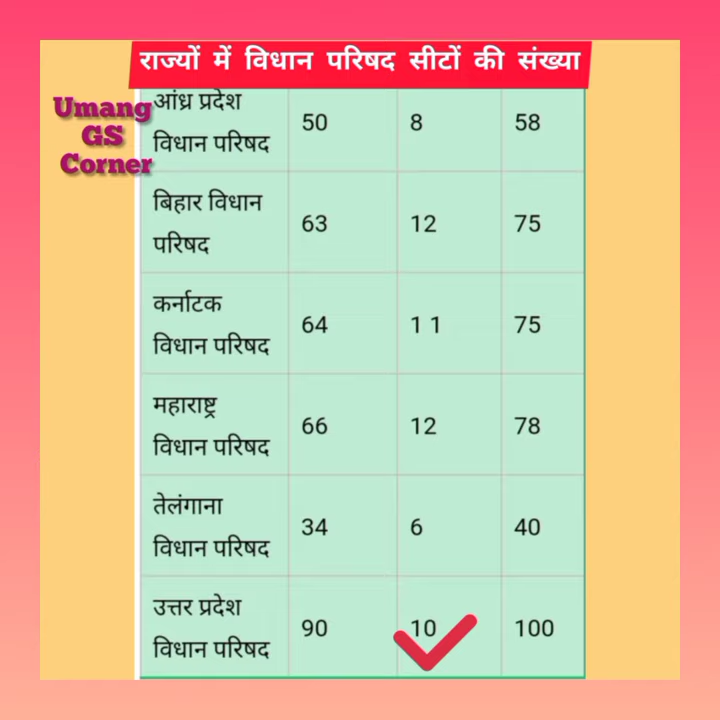 राज्यों में विधान परिषद सीटों की संख्या
Umang
GS
Corner
आंध्र प्रदेश
विधान परिषद
50
8
58
बिहार विधान
परिषद
63
12
75
कर्नाटक
विधान परिषद
64
1 1
75
महाराष्ट्र
विधान परिषद
66
12
78
तेलंगाना
विधान परिषद
34
6
40
उत्तर प्रदेश
विधान परिषद
90
10
100